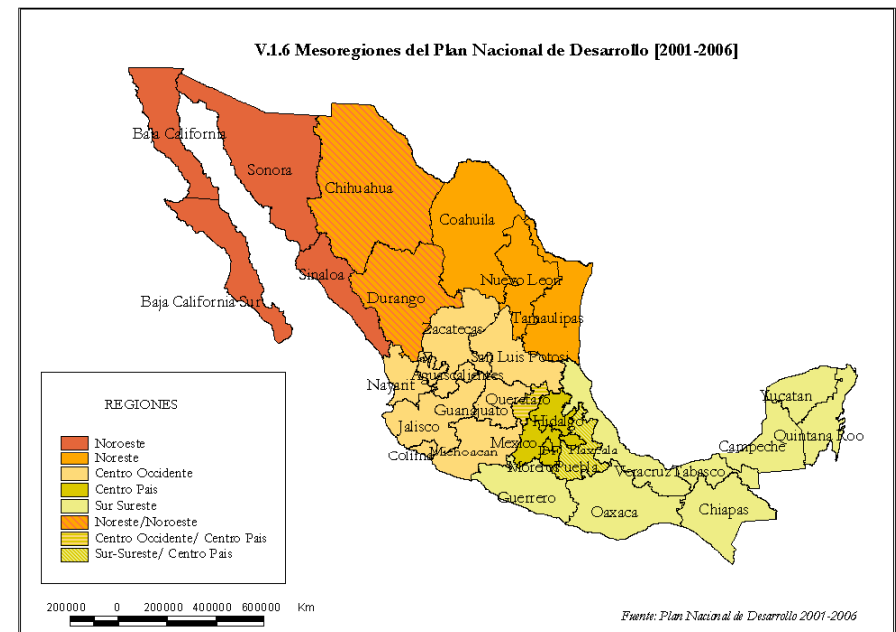 V.1.6 Mesoregiones del Plan Nacional de Desarrollo [2001-2006]
Baja California
Sonora
Chihuahua
Coahuila
Sinaloa
Nuevo Leon
Baja California Sur
Durango
Tamaulipas
Zacatecas
San Luis Potosi
Aguascalientes
Nayarit
Yucatan
Queretaro
Guanajuato
Hidalgo
Jalisco
Quintana Roo
Mexico
Campeche
Colima
Michoacan
DF
Tlaxcala
Morelos
Puebla
Veracruz
Tabasco
Guerrero
Oaxaca
Chiapas
REGIONES
Noroeste
Noreste
Centro Occidente
Centro Pais
Sur Sureste
Noreste/Noroeste
Centro Occidente/ Centro Pais
Sur-Sureste/ Centro Pais
200000 0 200000 400000 600000 Km
Fuente: Plan Nacional de Desarrollo 2001-2006